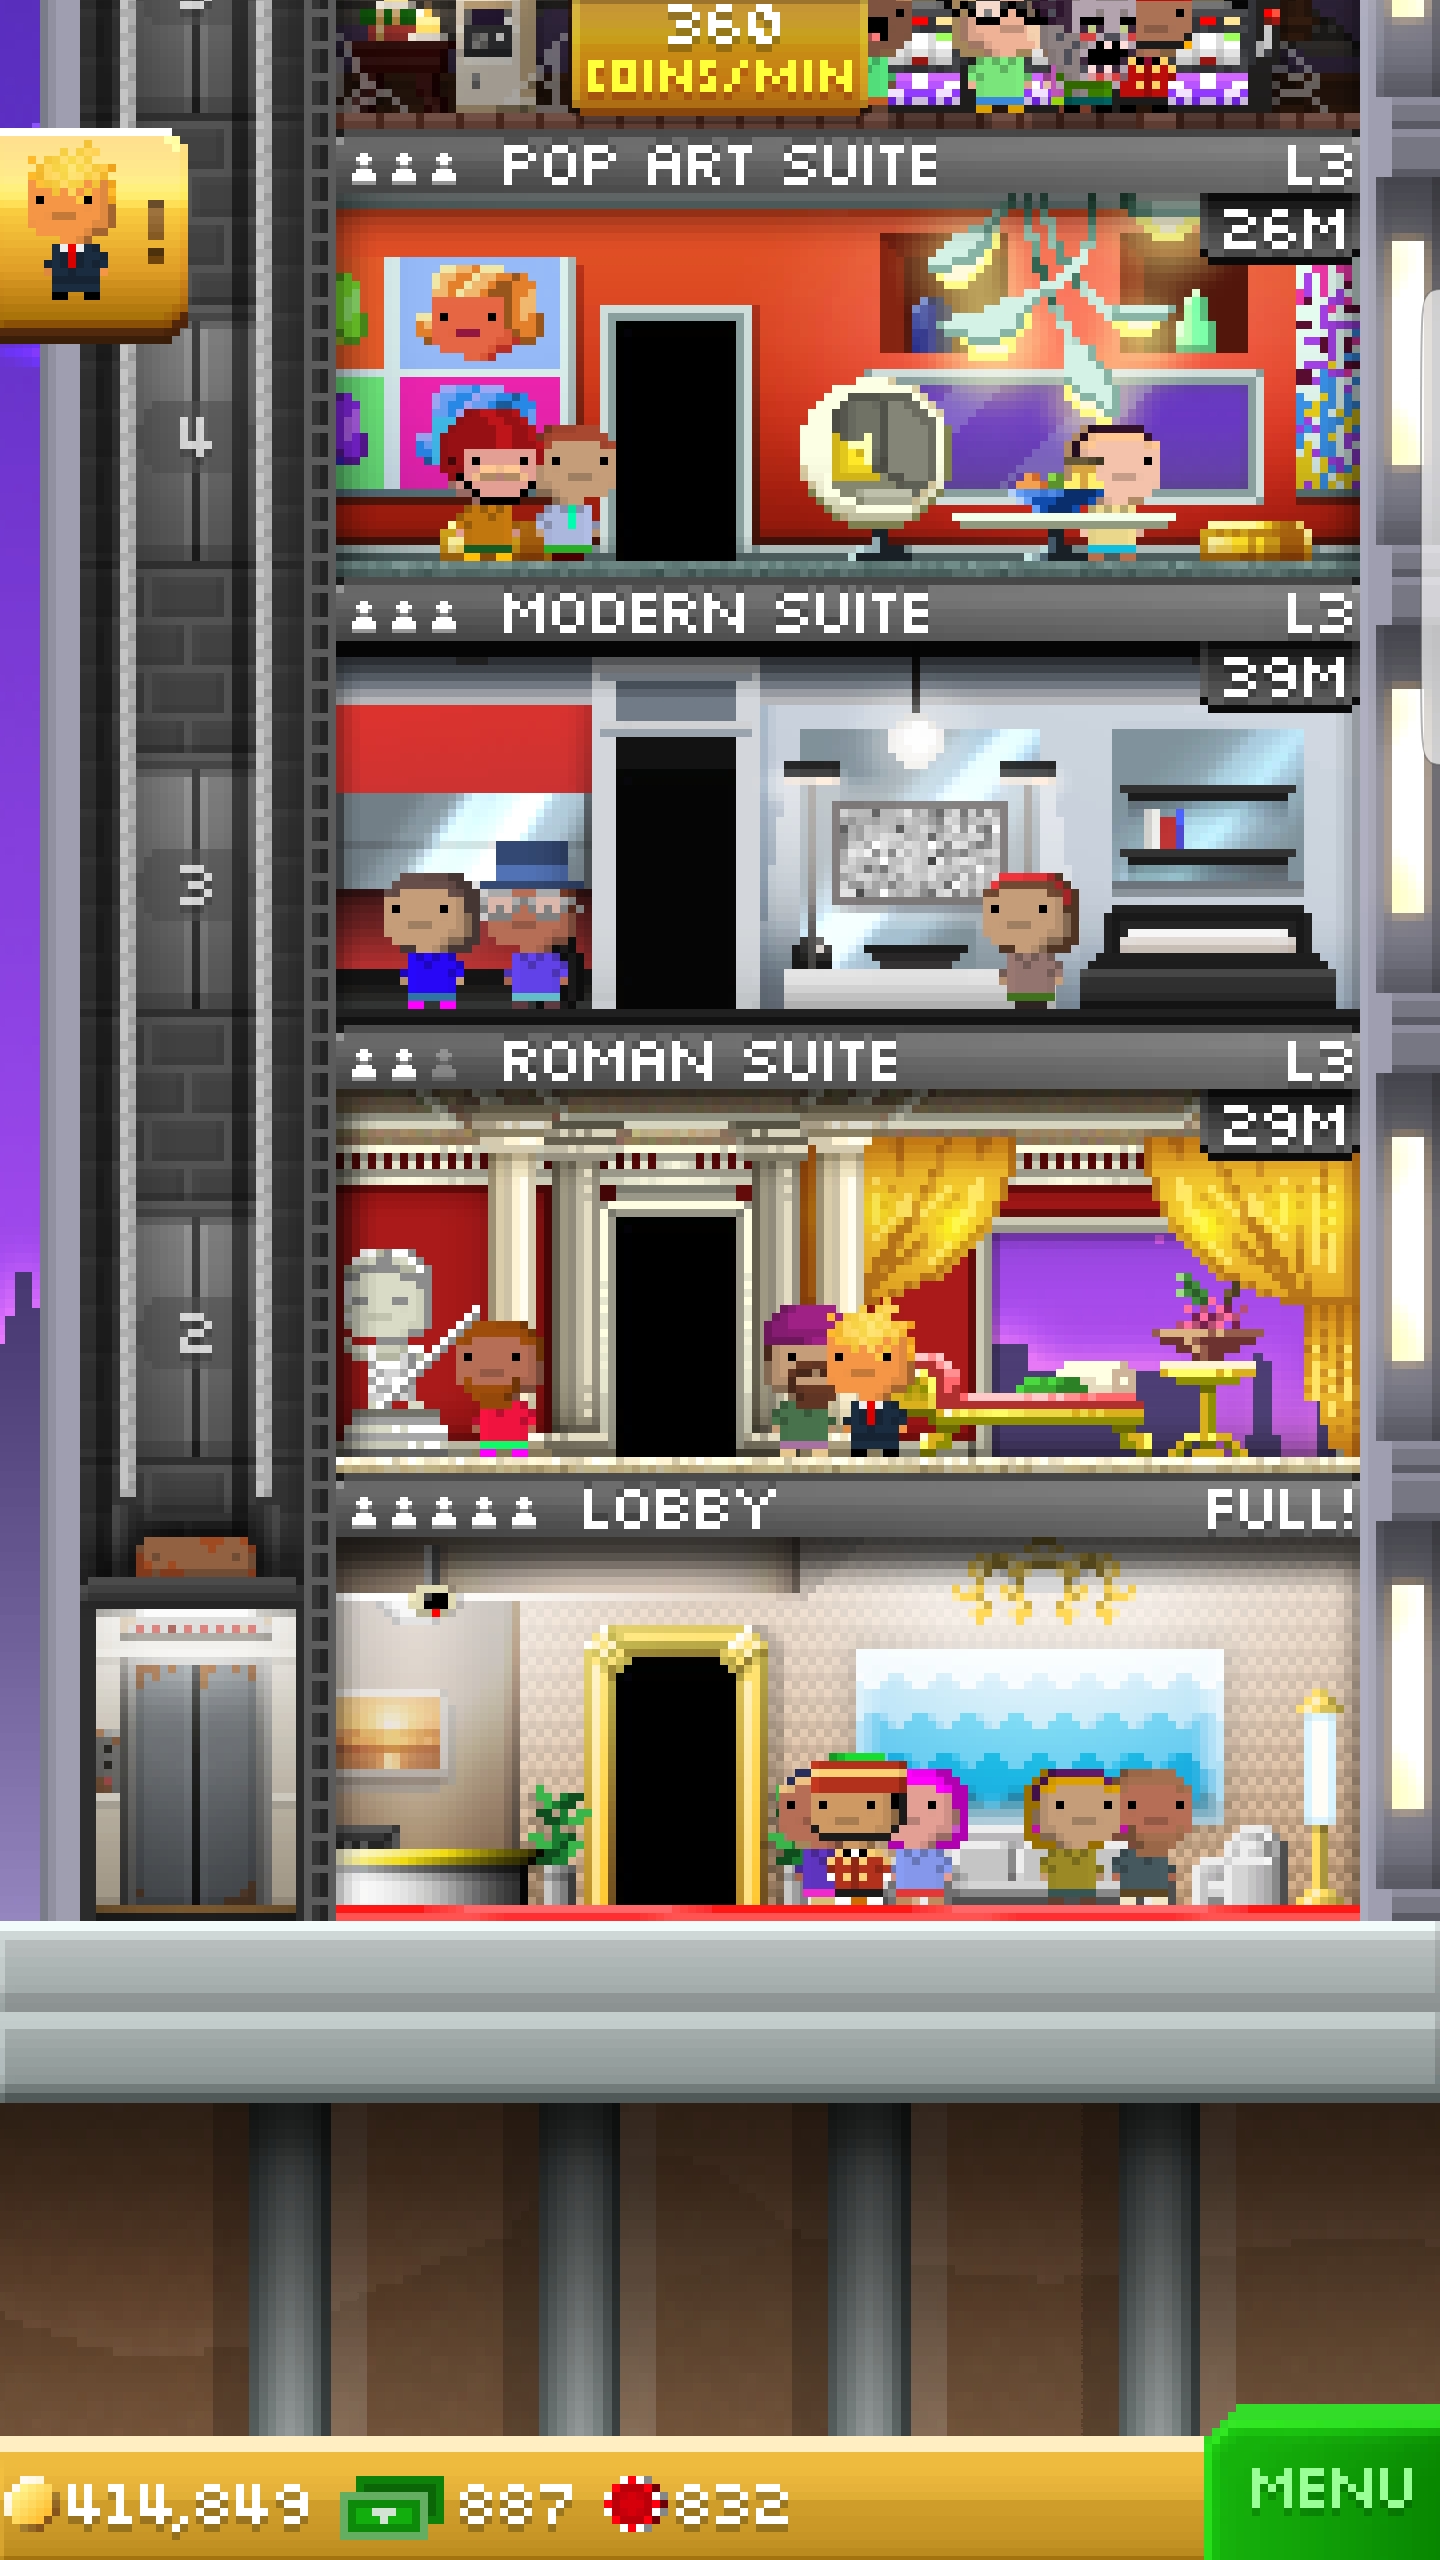 360
COINS/MIN
POP ART SUITE L3
26M
!
4
MODERN SUITE L3
39M
3
ROMAN SUITE L3
29M
2
LOBBY FULL!
414,849 887 832
MENU